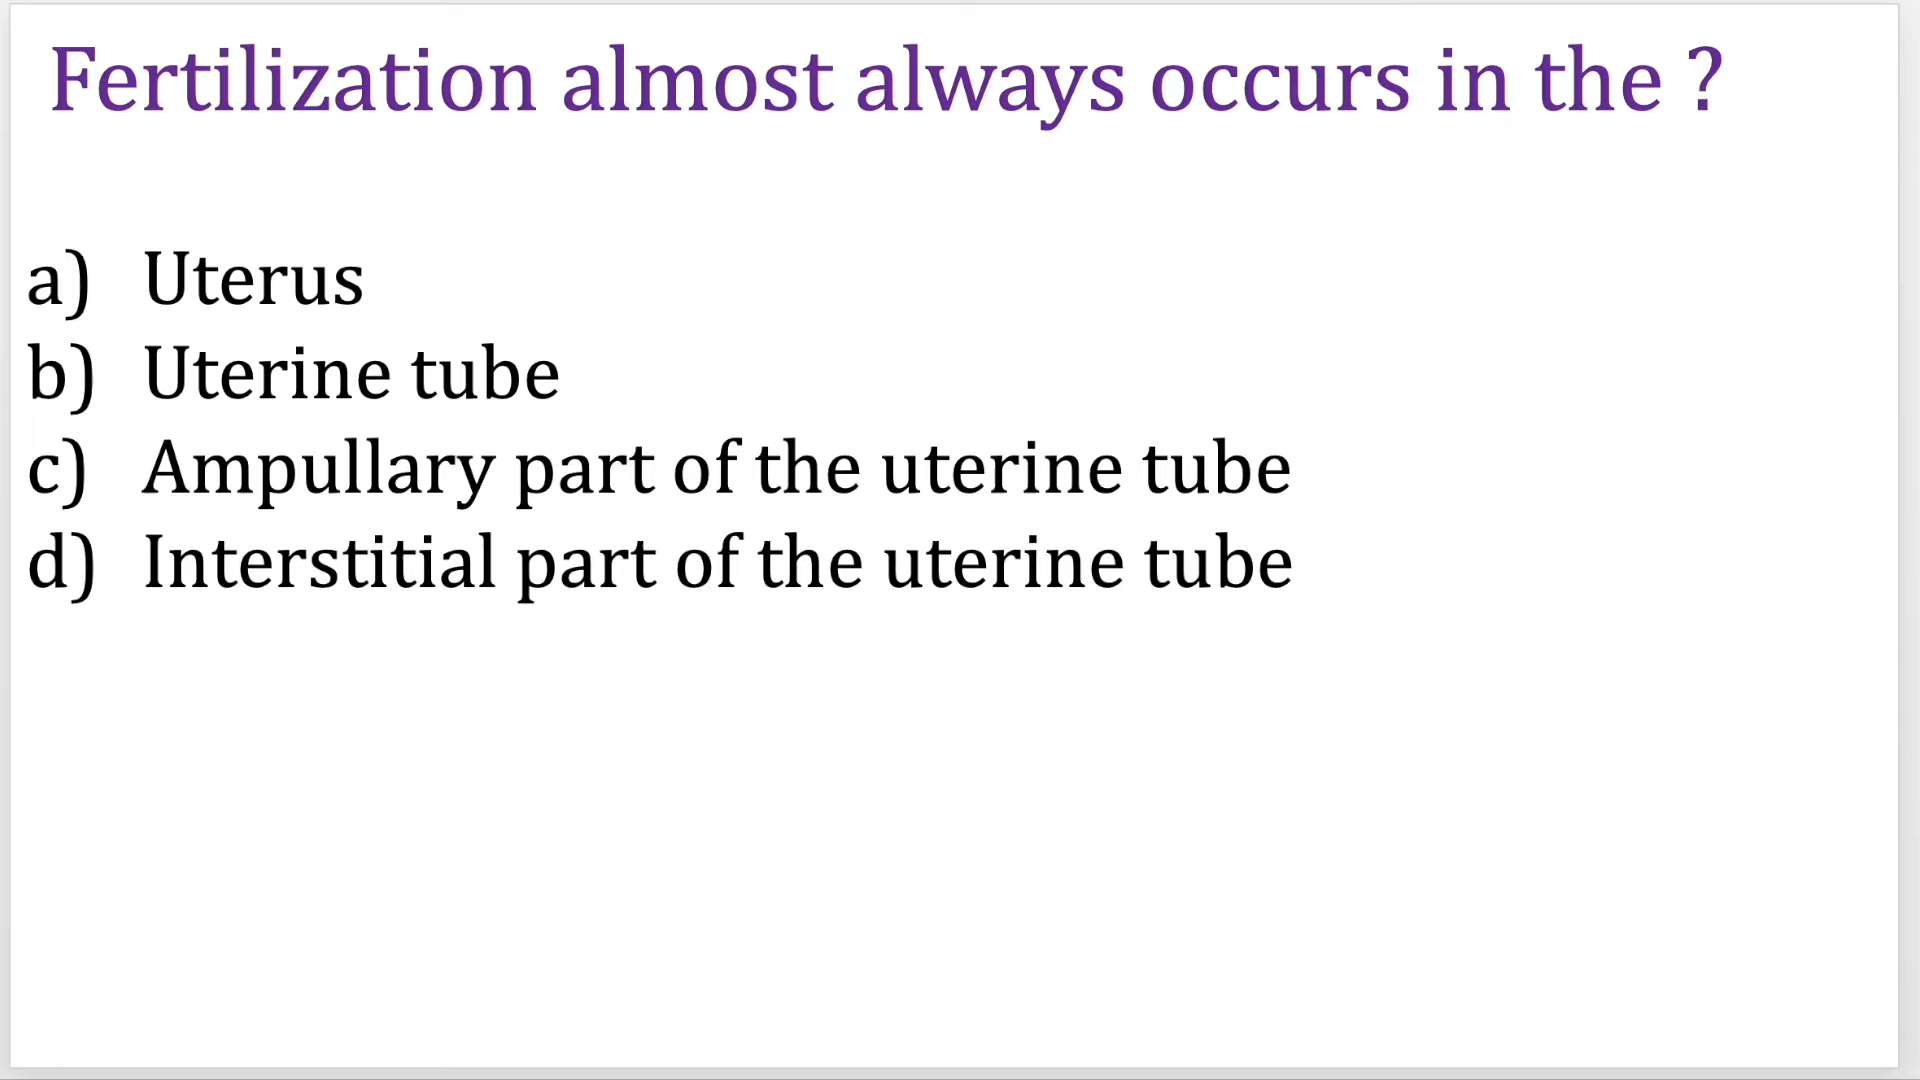 Fertilization almost always occurs in the ?
a) Uterus
b) Uterine tube
c) Ampullary part of the uterine tube
d) Interstitial part of the uterine tube